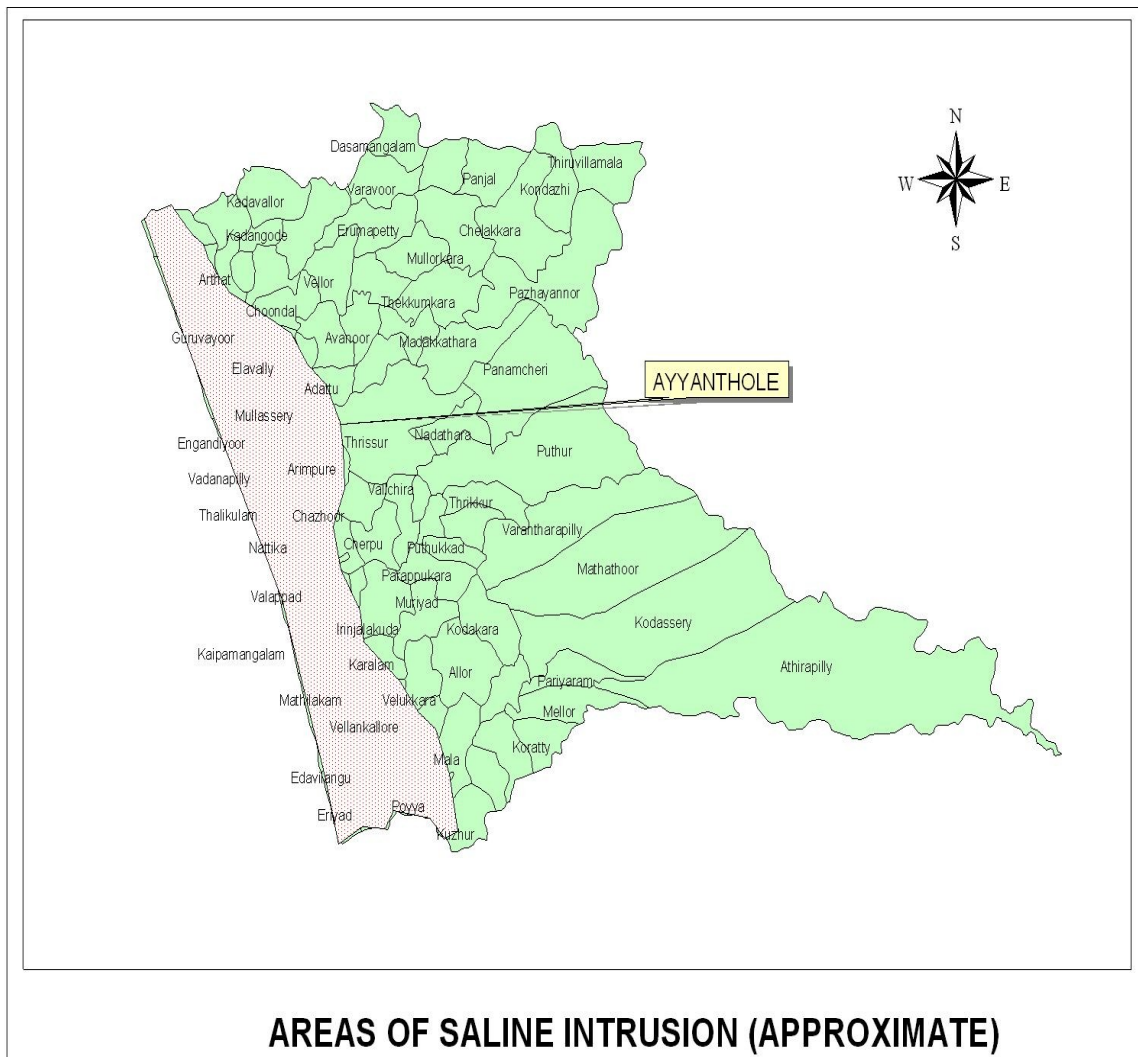 N
W E
S
Dasamangalam
Thiruvillamala
Panjal
Kondazhi
Varavoor
Kadavallor
Erumapetty
Chelakkara
Kadangode
Mullorkara
Arthat
Vellor
Pazhayannor
Thekkumkara
Choondal
Guruvayoor
Avanoor
Madakkathara
Elavally
Panamcheri
AYYANTHOLE
Adattu
Mullassery
Nadathara
Engandiyoor
Thrissur
Puthur
Arimpure
Vadanapilly
Vallchira
Thrikkur
Thalikulam
Chazhoor
Varantharapilly
Nattika
Cherpu
Puthukkad
Mathathoor
Parappukara
Valappad
Muriyad
Irinjalakuda
Kodakara
Kodassery
Kaipamangalam
Karalam
Allor
Athirapilly
Pariyaram
Mathilakam
Velukkara
Mellor
Vellankallore
Koratty
Mala
Edavilangu
Poyya
Eriyad
Kuzhur
AREAS OF SALINE INTRUSION (APPROXIMATE)